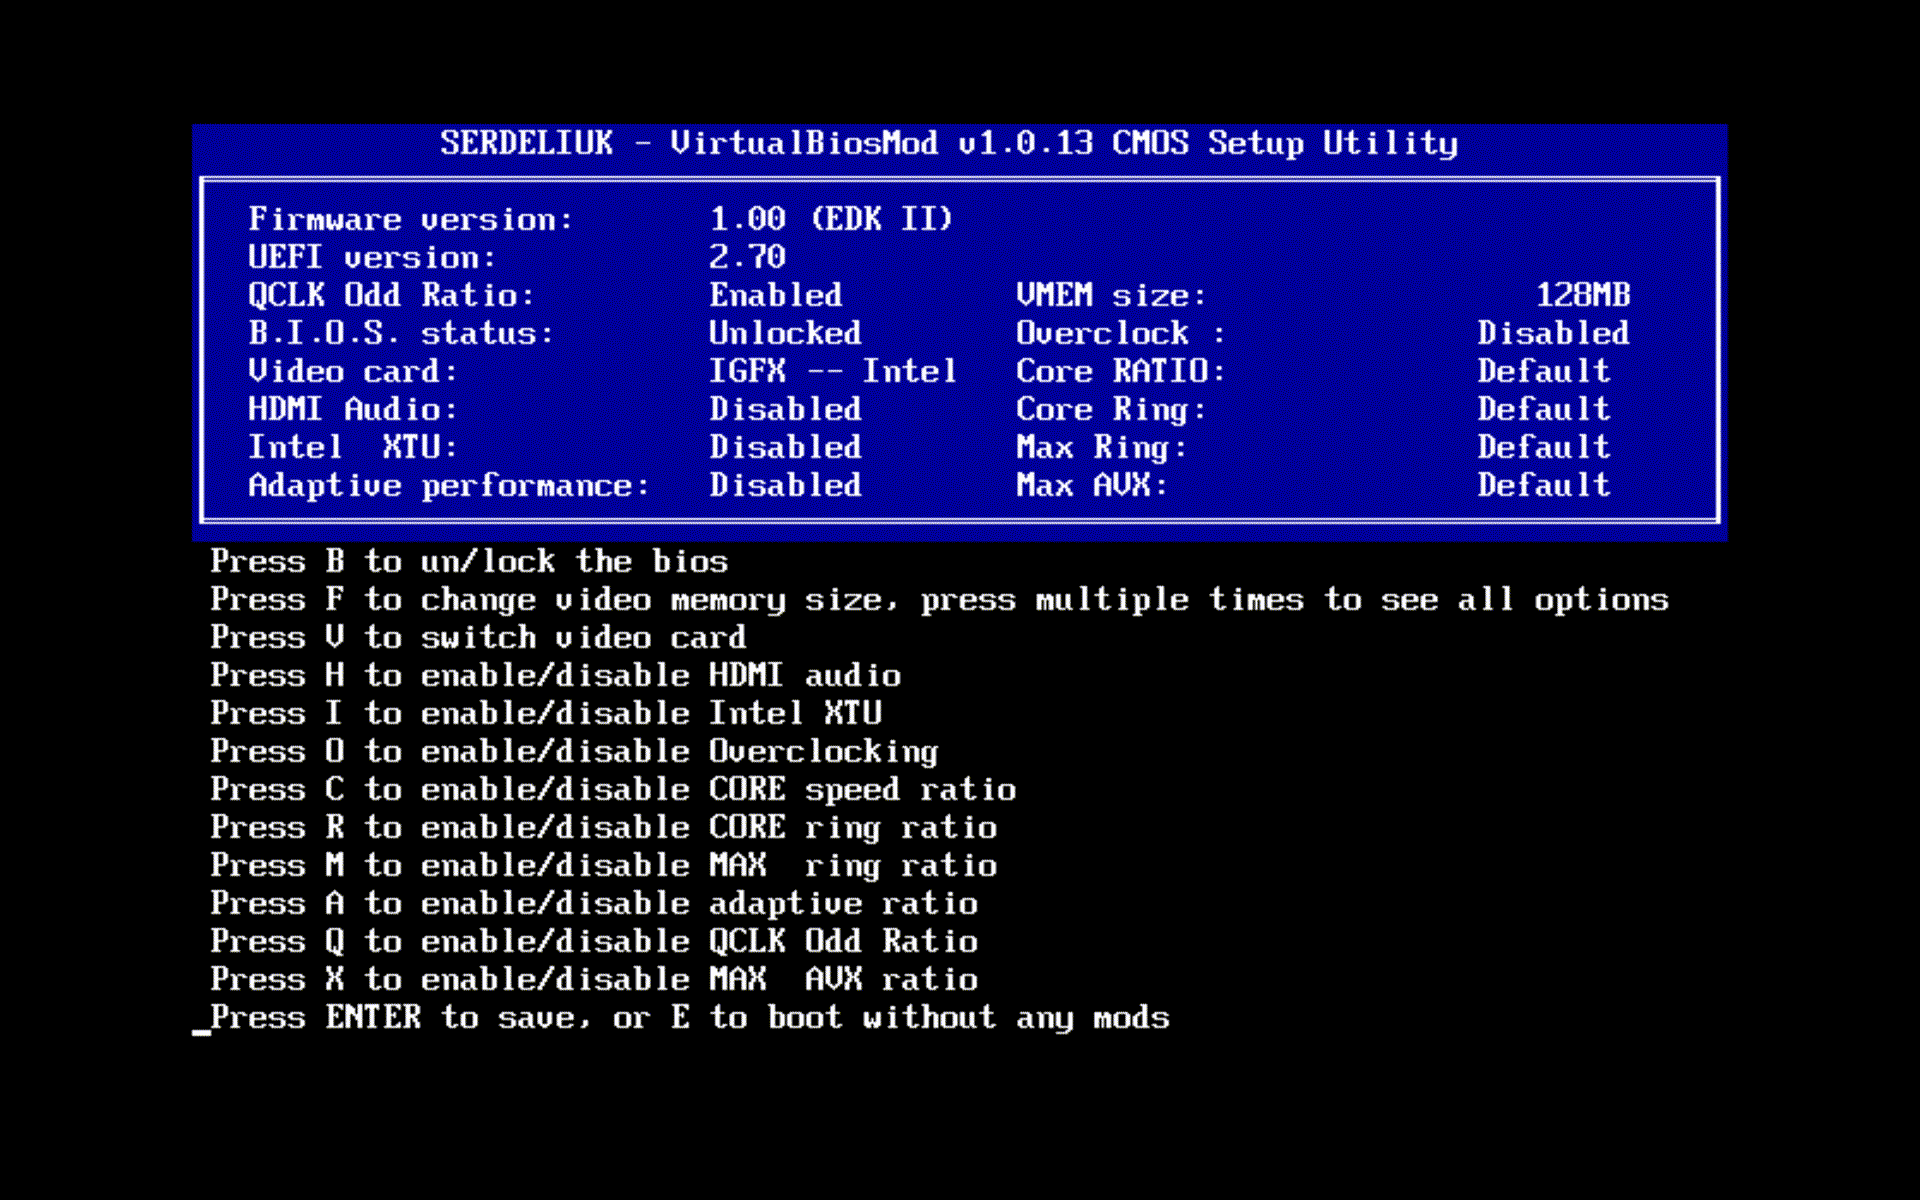 SERDELIUK - VirtualBiosMod v1.0.13 CMOS Setup Utility
Firmware version: 1.00 (EDK II)
UEFI version: 2.70
QCLK Odd Ratio: Enabled VMEM size: 128MB
B.I.O.S. status: Unlocked Overclock : Disabled
Video card: IGFX -- Intel Core RATIO: Default
HDMI Audio: Disabled Core Ring: Default
Intel  XTU: Disabled Max Ring: Default
Adaptive performance: Disabled Max AVX: Default
Press B to un/lock the bios
Press F to change video memory size, press multiple times to see all options
Press V to switch video card
Press H to enable/disable HDMI audio
Press I to enable/disable Intel XTU
Press O to enable/disable Overclocking
Press C to enable/disable CORE speed ratio
Press R to enable/disable CORE ring ratio
Press M to enable/disable MAX  ring ratio
Press A to enable/disable adaptive ratio
Press Q to enable/disable QCLK Odd Ratio
Press X to enable/disable MAX  AVX ratio
_Press ENTER to save, or E to boot without any mods